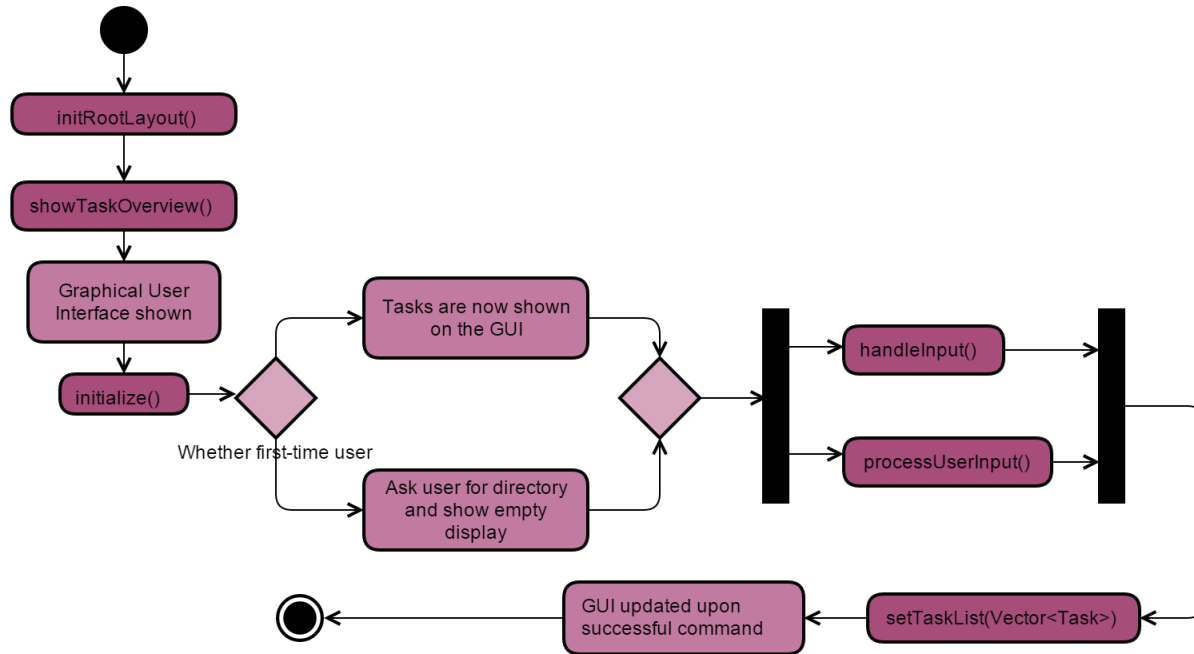 initRootLayout()
showTaskOverview()
Graphical User
Interface shown
initialize()
Whether first-time user
Tasks are now shown
on the GUI
Ask user for directory
and show empty
display
handleInput()
processUserInput()
setTaskList(Vector<Task>)
GUI updated upon
successful command